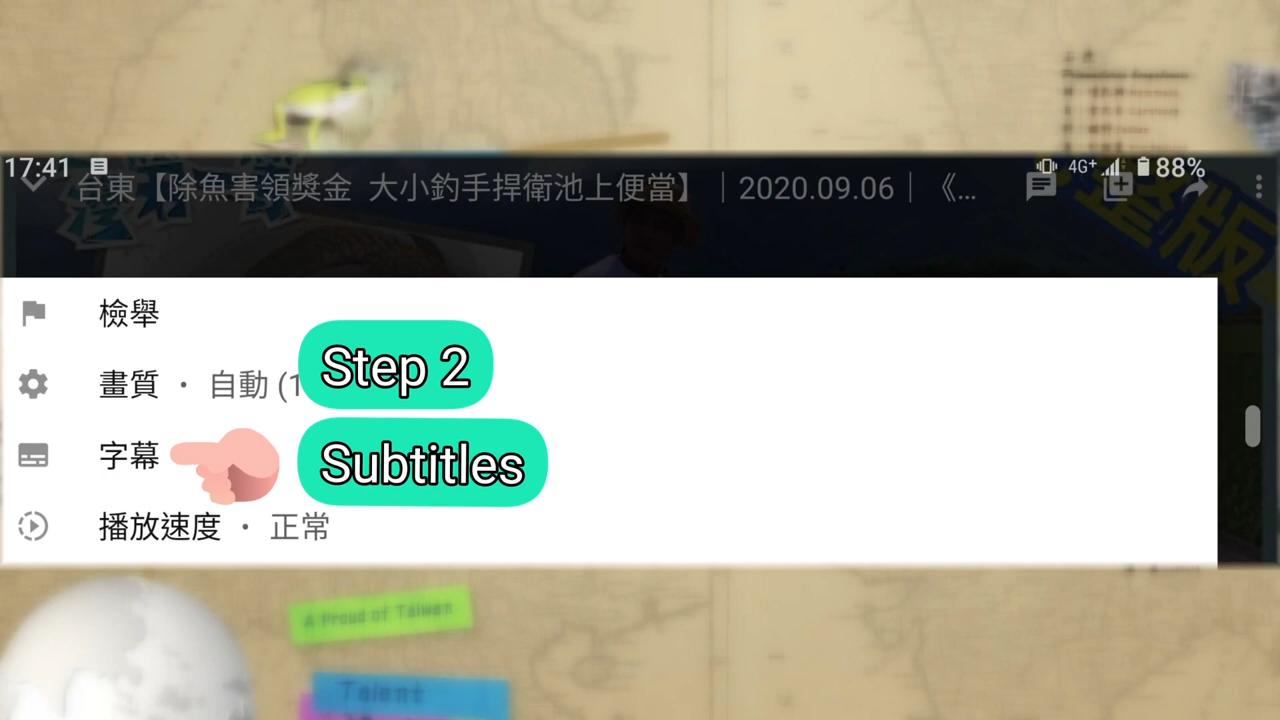 17:41
4G+ 88%
台東【除魚害領獎金 大小釣手捍衛池上便當】｜2020.09.06｜《…
整版
檢舉
畫質 · 自動 (1
Step 2
字幕
Subtitles
播放速度 · 正常
A Proud of Taiwan
Talent